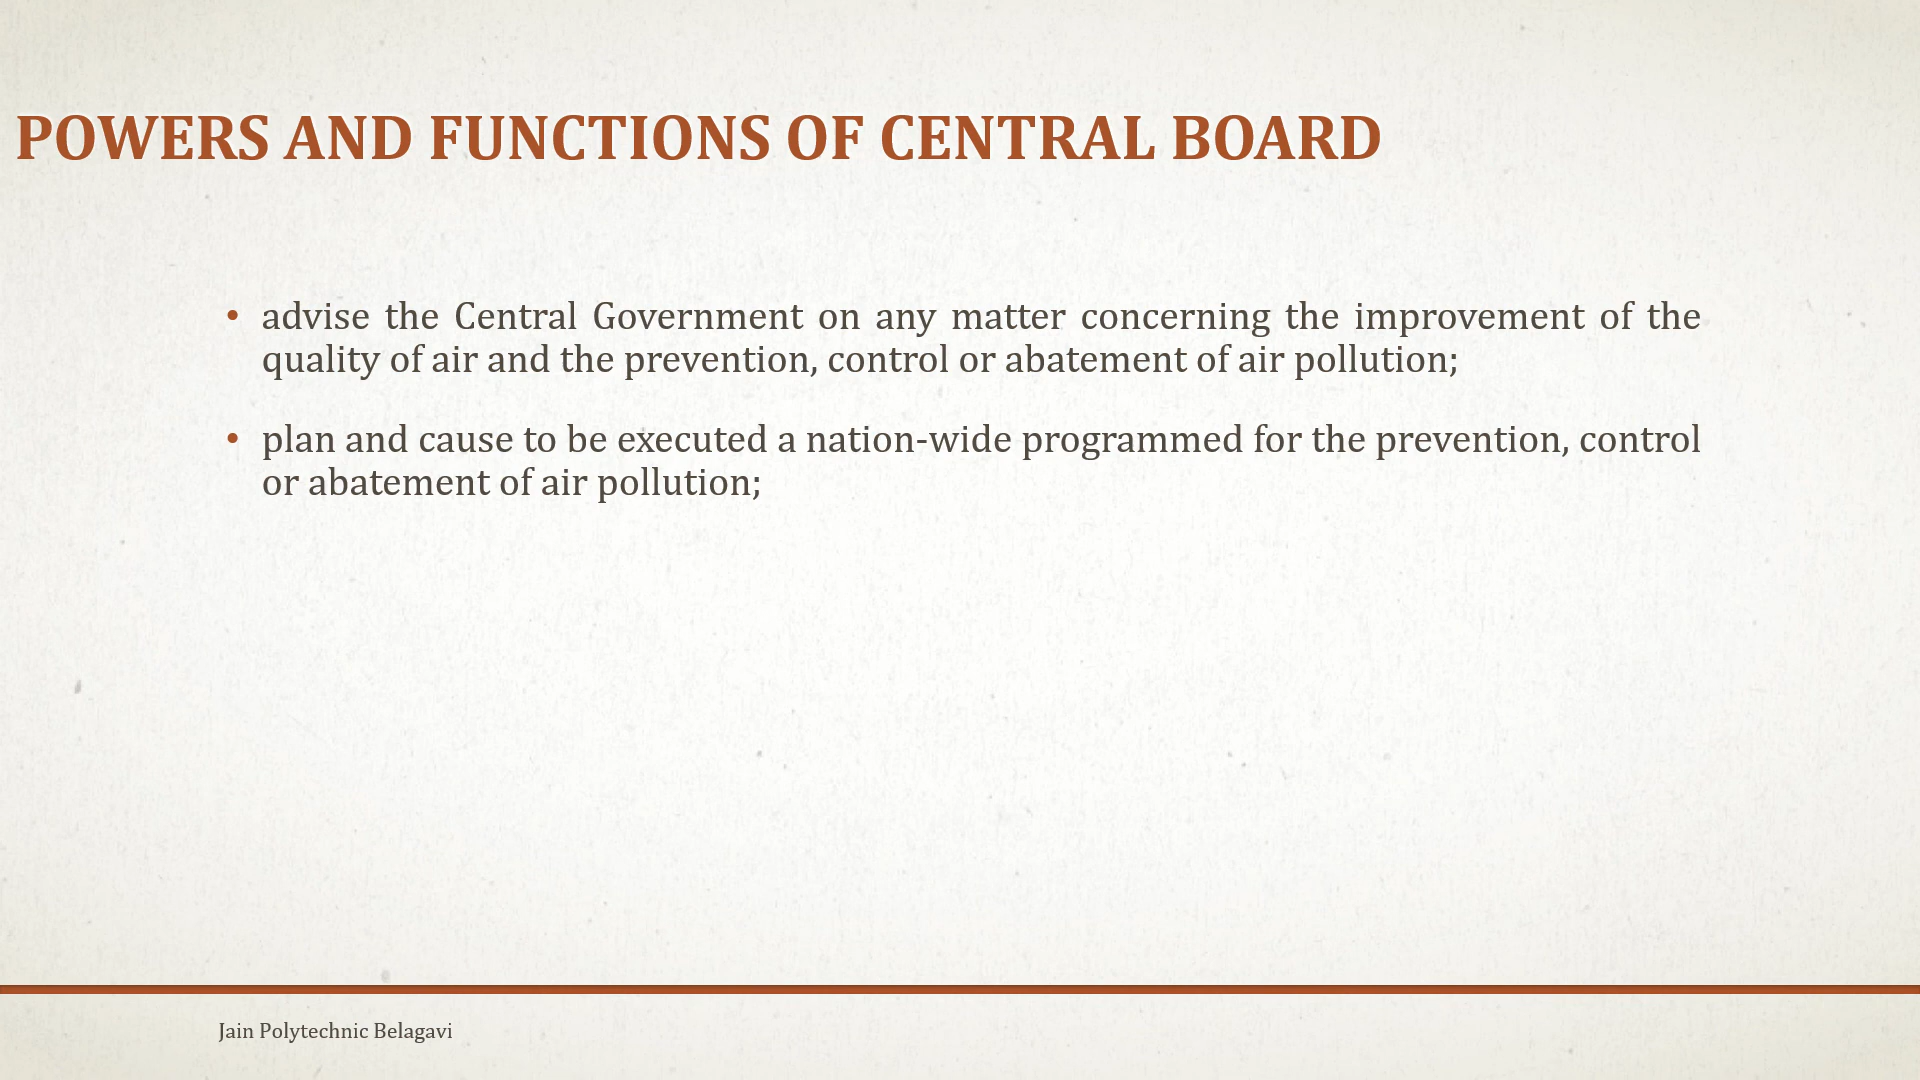 POWERS AND FUNCTIONS OF CENTRAL BOARD
• advise the Central Government on any matter concerning the improvement of the
quality of air and the prevention, control or abatement of air pollution;
• plan and cause to be executed a nation-wide programmed for the prevention, control
or abatement of air pollution;
Jain Polytechnic Belagavi